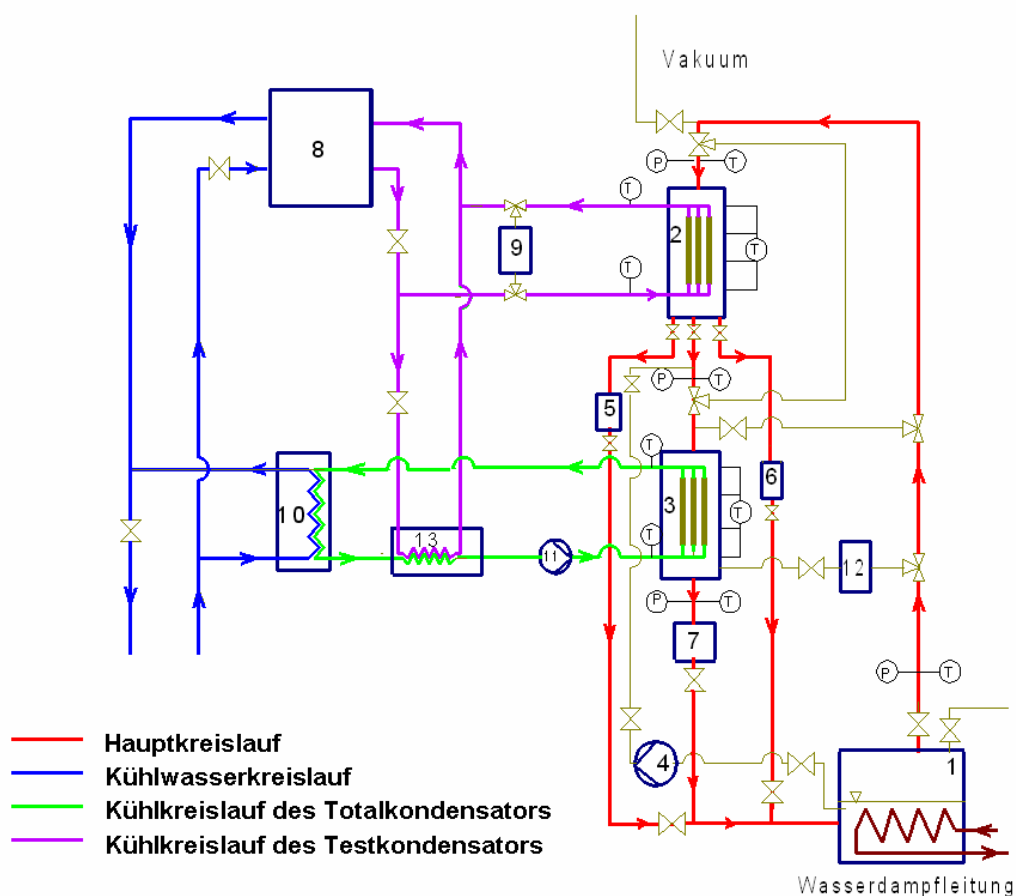 Vakuum
8
P
T
T
2
9
T
T
P
T
5
T
6
10
3
T
13
11
T
12
P
T
7
P
T
1
4
Hauptkreislauf
Kühlwasserkreislauf
Kühlkreislauf des Totalkondensators
Kühlkreislauf des Testkondensators
Wasserdampfleitung